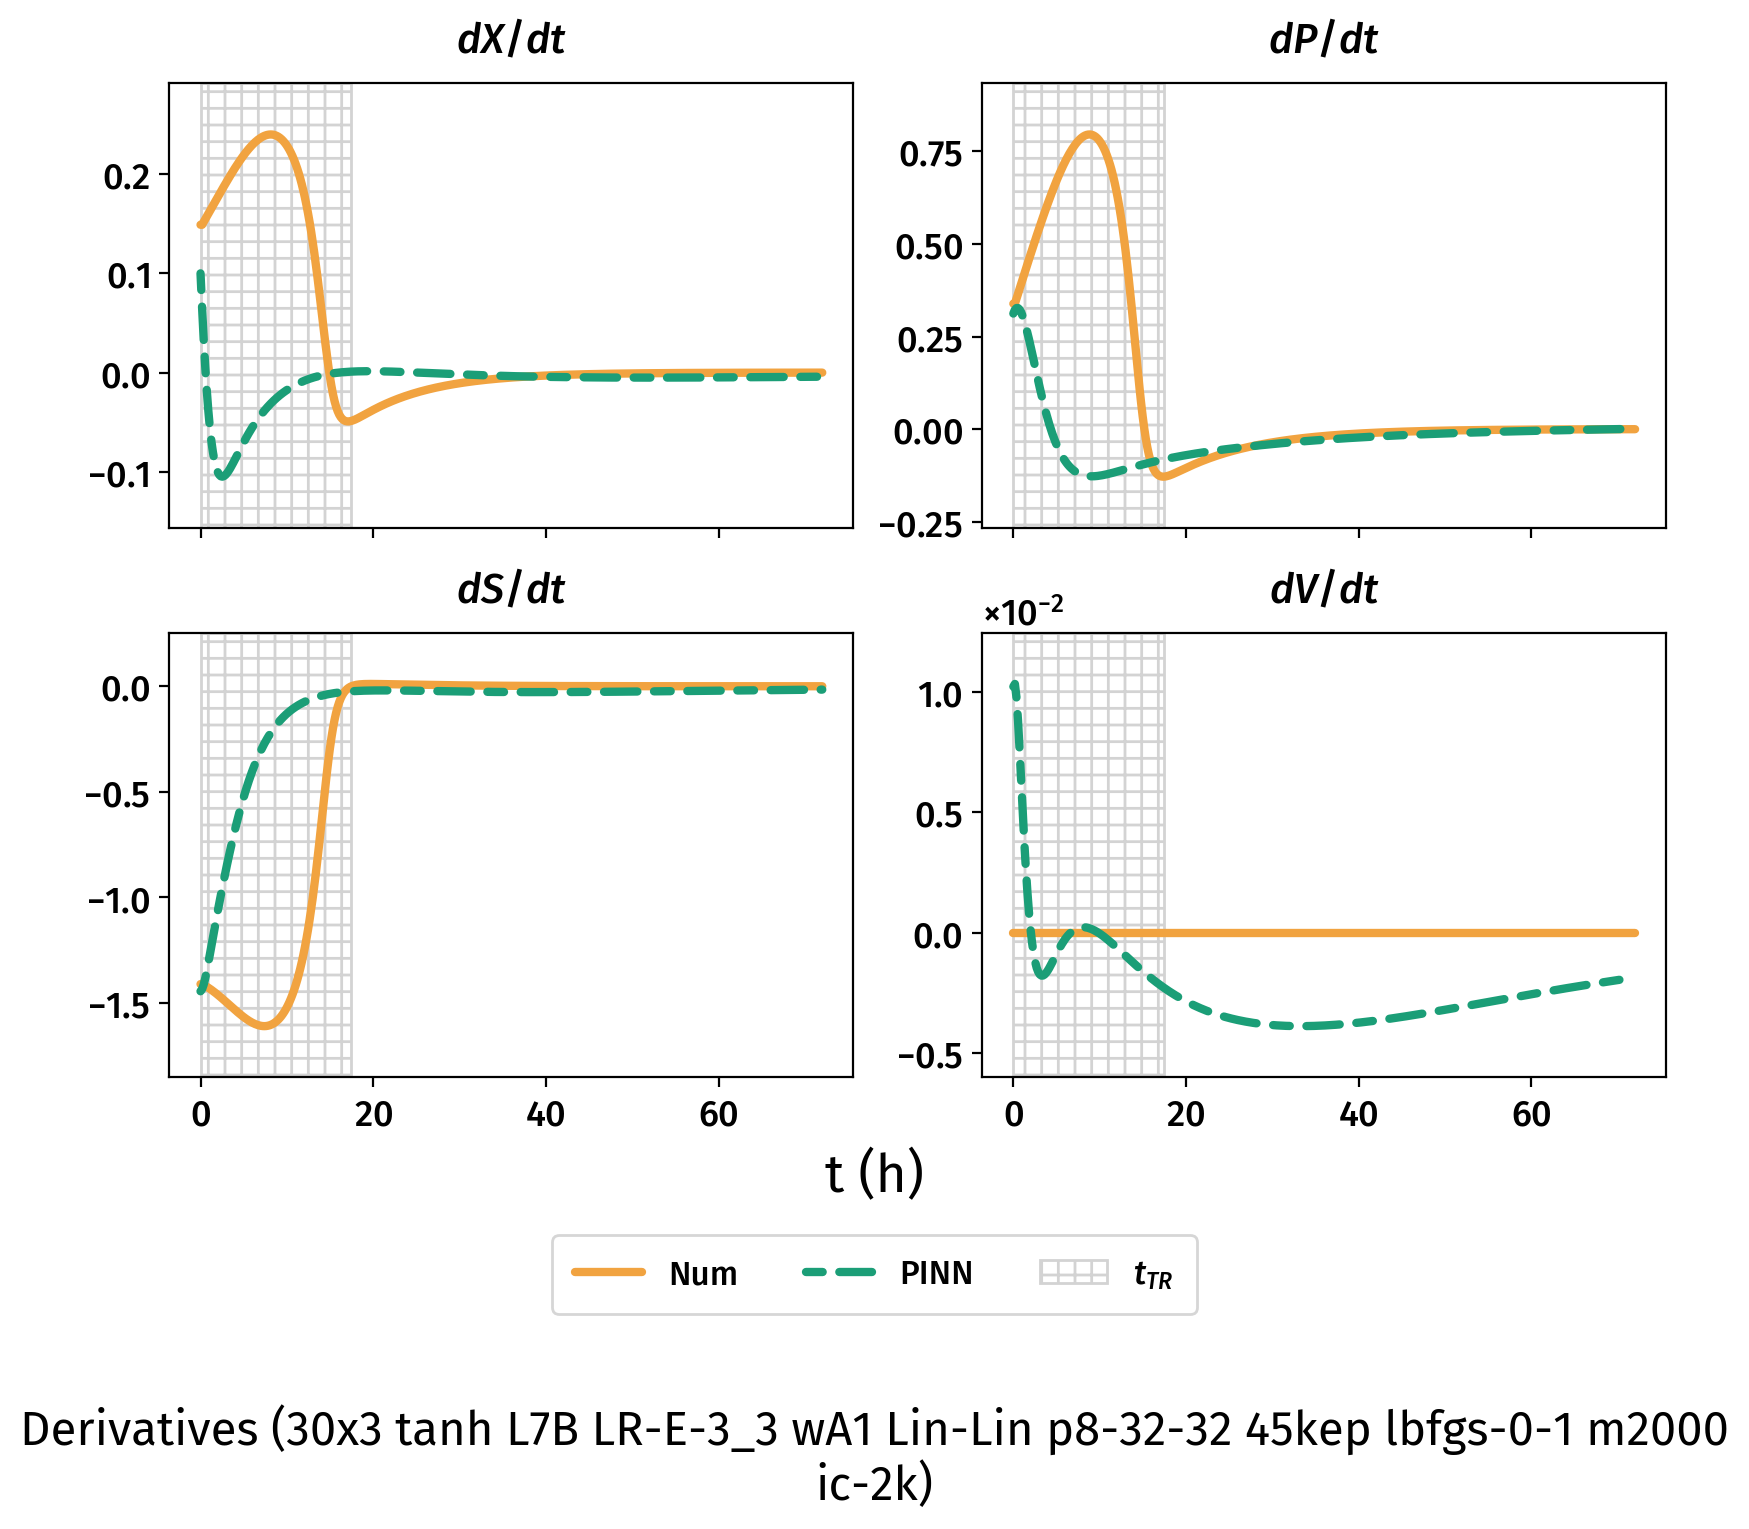 dX/dt
dP/dt
0.2
0.1
0.0
−0.1
0.75
0.50
0.25
0.00
−0.25
dS/dt
dV/dt
×10⁻²
0.0
−0.5
−1.0
−1.5
0 20 40 60
1.0
0.5
0.0
−0.5
0 20 40 60
t (h)
Num PINN t_TR
Derivatives (30x3 tanh L7B LR-E-3_3 wA1 Lin-Lin p8-32-32 45kep lbfgs-0-1 m2000
ic-2k)